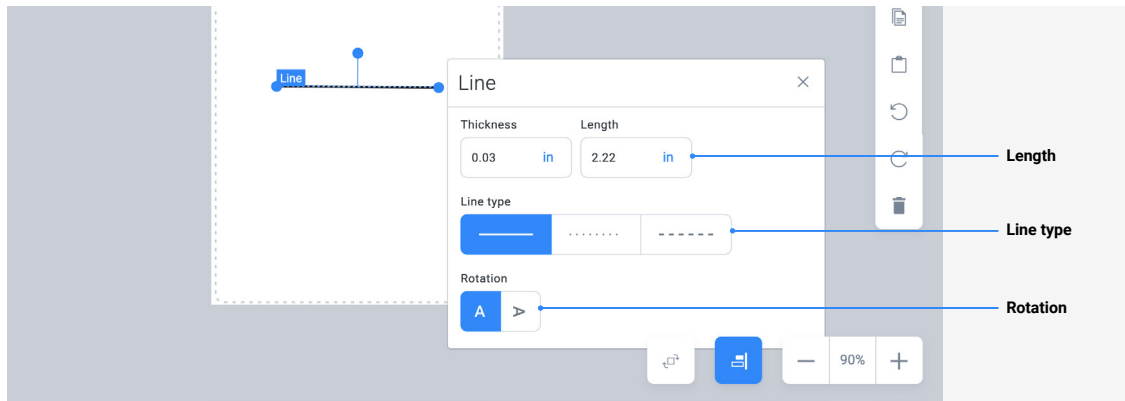 Line
Line
Thickness
Length
0.03 in
2.22 in
Length
Line type
Line type
Rotation
A A
Rotation
90%